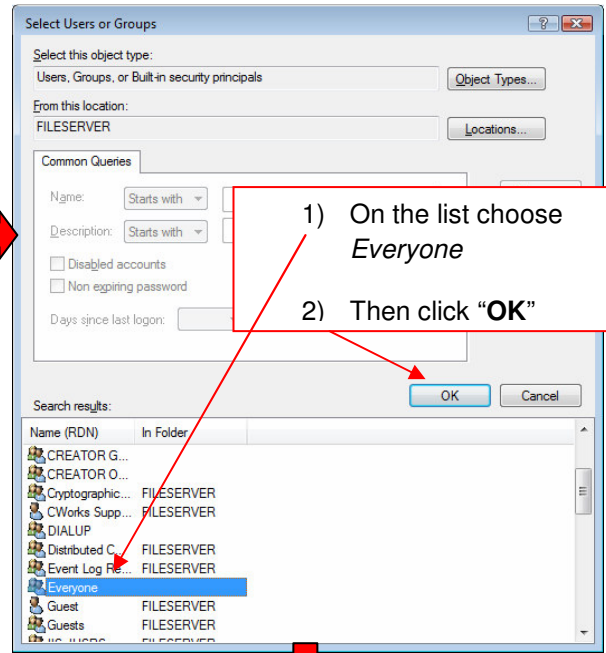 Select Users or Groups
Select this object type:
Users, Groups, or Built-in security principals
Object Types...
From this location:
FILESERVER
Locations...
Common Queries
Name:
Starts with
Description:
Starts with
Disabled accounts
Non expiring password
Days since last logon:
1) On the list choose
Everyone
2) Then click “OK”
OK
Cancel
Search results:
Name (RDN) In Folder
CREATOR G...
CREATOR O...
Cryptographic... FILESERVER
CWorks Supp... FILESERVER
DIALUP
Distributed C... FILESERVER
Event Log Re... FILESERVER
Everyone
Guest FILESERVER
Guests FILESERVER
FILESERVER